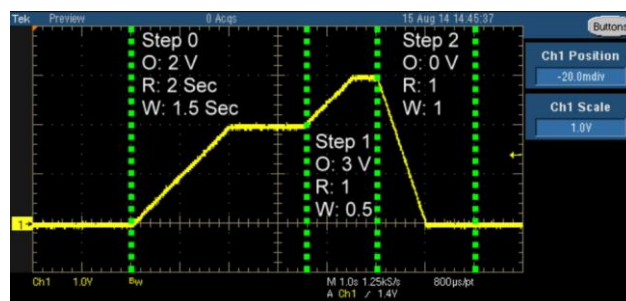 Tek Preview 0 Acqs 15 Aug 14 14:45:37
Buttons
Ch1 Position
-20.0mdiv
Ch1 Scale
1.0V
Step 0
O: 2 V
R: 2 Sec
W: 1.5 Sec
Step 1
O: 3 V
R: 1
W: 0.5
Step 2
O: 0 V
R: 1
W: 1
1
Ch1 1.0V Bw M 1.0s 1.25kS/s 800µs/pt
A Ch1 / 1.4V